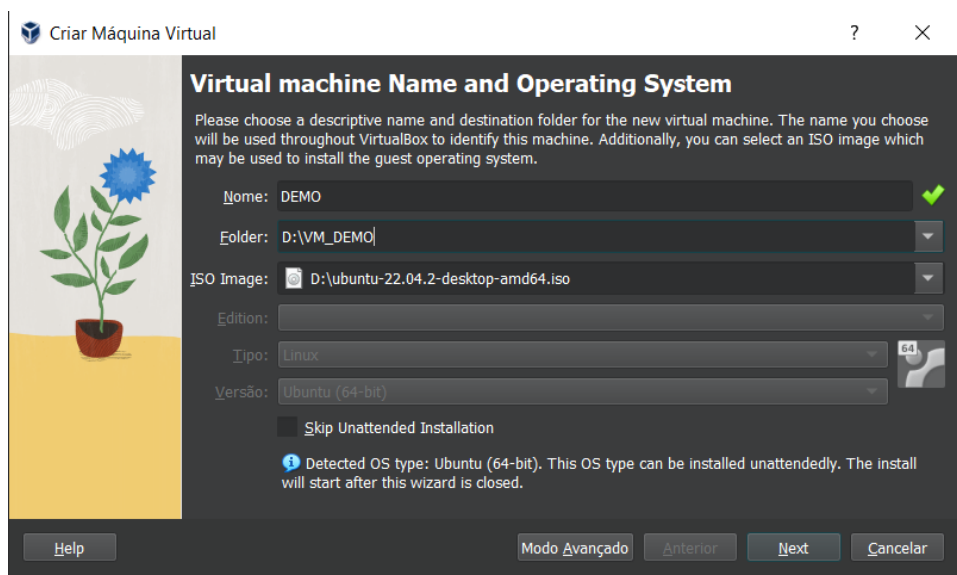 Criar Máquina Virtual
?
Virtual machine Name and Operating System
Please choose a descriptive name and destination folder for the new virtual machine. The name you choose
will be used throughout VirtualBox to identify this machine. Additionally, you can select an ISO image which
may be used to install the guest operating system.
Nome: DEMO
Folder: D:\VM_DEMO
ISO Image: D:\ubuntu-22.04.2-desktop-amd64.iso
Edition:
Tipo: Linux
64
Versão: Ubuntu (64-bit)
Skip Unattended Installation
Detected OS type: Ubuntu (64-bit). This OS type can be installed unattendedly. The install
will start after this wizard is closed.
Help Modo Avançado Anterior Next Cancelar